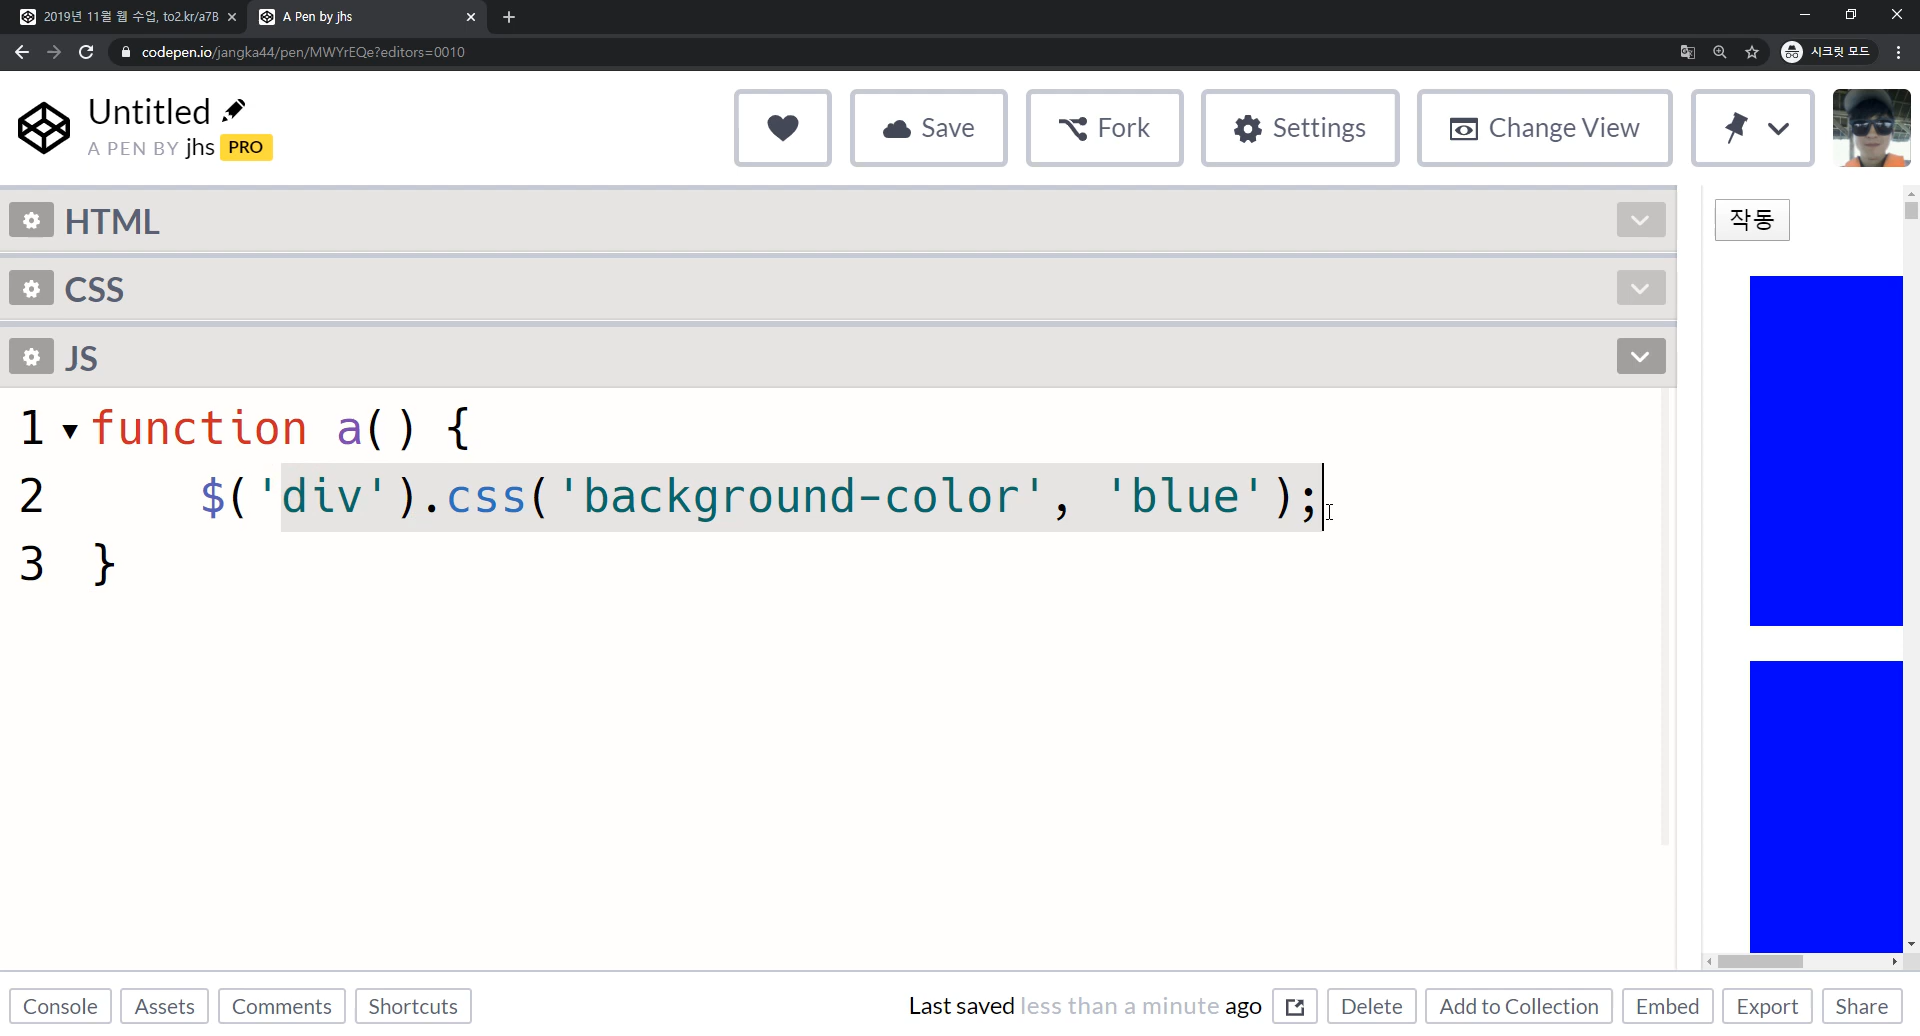 2019년 11월 웹 수업, to2.kr/a7B
A Pen by jhs
codepen.io/jangka44/pen/MWYrEQe?editors=0010
시크릿 모드
Untitled
A PEN BY jhs PRO
Save
Fork
Settings
Change View
HTML
CSS
JS
1 function a() {
2 $('div').css('background-color', 'blue');
3 }
작동
Console
Assets
Comments
Shortcuts
Last saved less than a minute ago
Delete
Add to Collection
Embed
Export
Share